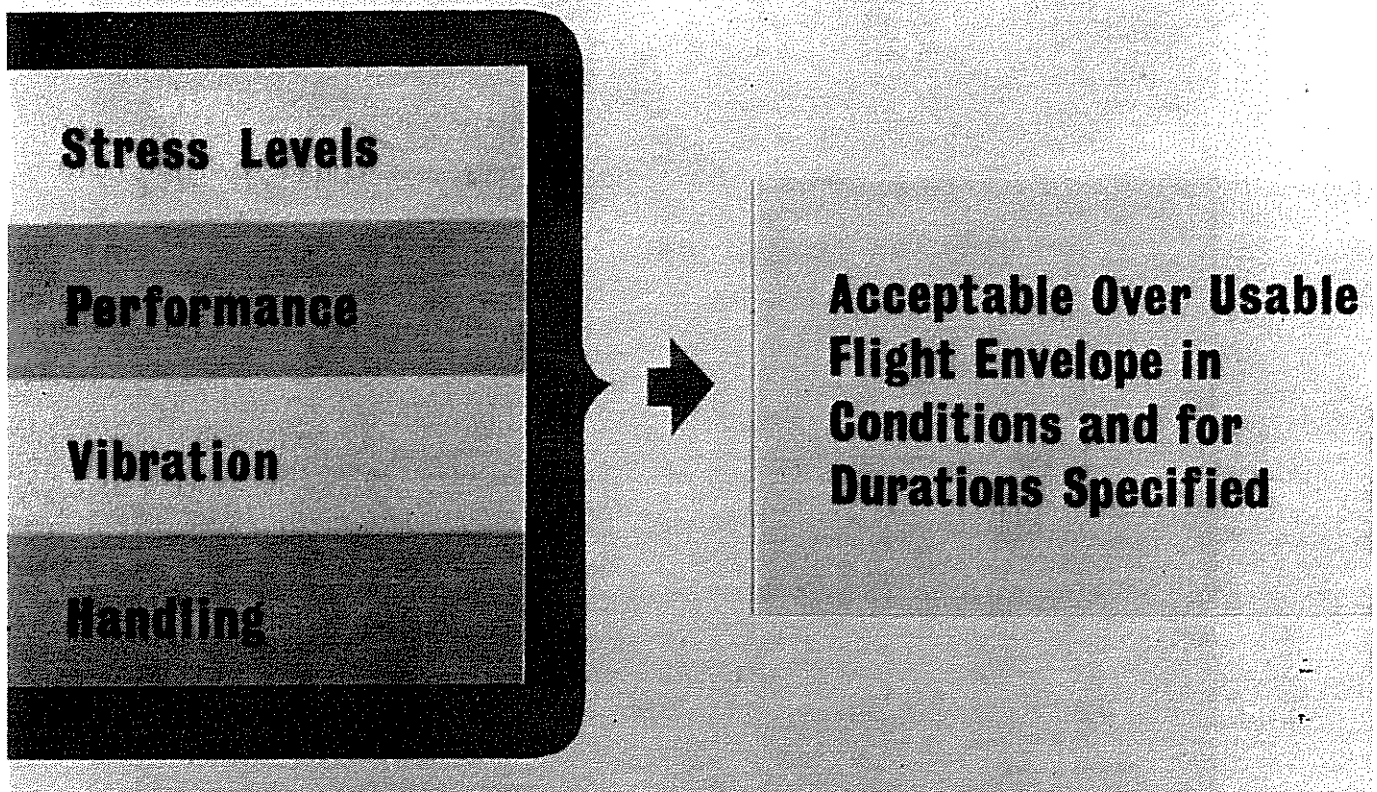 Stress Levels
Performance
Vibration
Handling
Acceptable Over Usable
Flight Envelope in
Conditions and for
Durations Specified